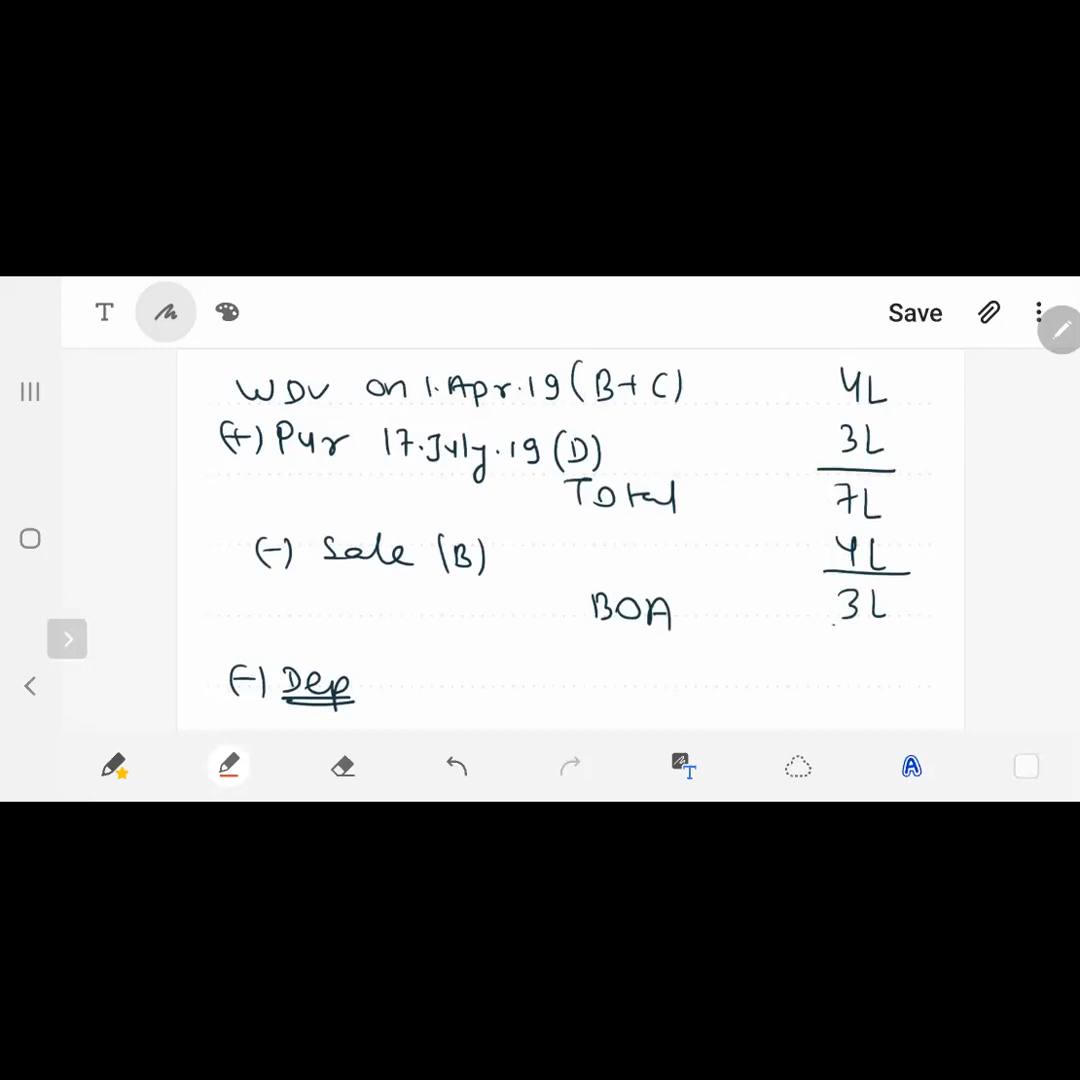 T Save
WDV on 1.Apr.19 (B+C) 4L
(+) Pur 17.July.19 (D) 3L
Total 7L
(-) Sale (B) 4L
BOA 3L
(-) Dep
T
A